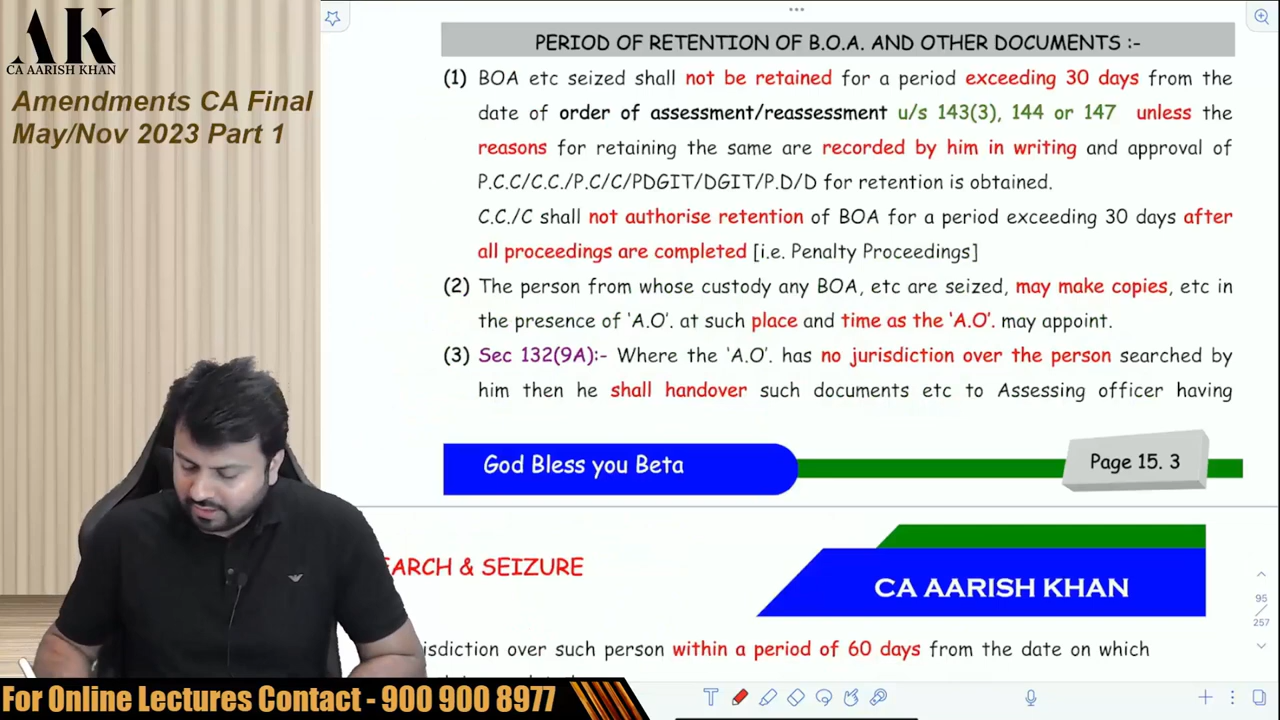 AK
CA AARISH KHAN
Amendments CA Final
May/Nov 2023 Part 1
PERIOD OF RETENTION OF B.O.A. AND OTHER DOCUMENTS :-
(1) BOA etc seized shall not be retained for a period exceeding 30 days from the
date of order of assessment/reassessment u/s 143(3), 144 or 147 unless the
reasons for retaining the same are recorded by him in writing and approval of
P.C.C/C.C./P.C/C/PDGIT/DGIT/P.D/D for retention is obtained.
C.C./C shall not authorise retention of BOA for a period exceeding 30 days after
all proceedings are completed [i.e. Penalty Proceedings]
(2) The person from whose custody any BOA, etc are seized, may make copies, etc in
the presence of 'A.O'. at such place and time as the 'A.O'. may appoint.
(3) Sec 132(9A):- Where the 'A.O'. has no jurisdiction over the person searched by
him then he shall handover such documents etc to Assessing officer having
God Bless you Beta
Page 15. 3
EARCH & SEIZURE
CA AARISH KHAN
isdiction over such person within a period of 60 days from the date on which
95
257
For Online Lectures Contact - 900 900 8977